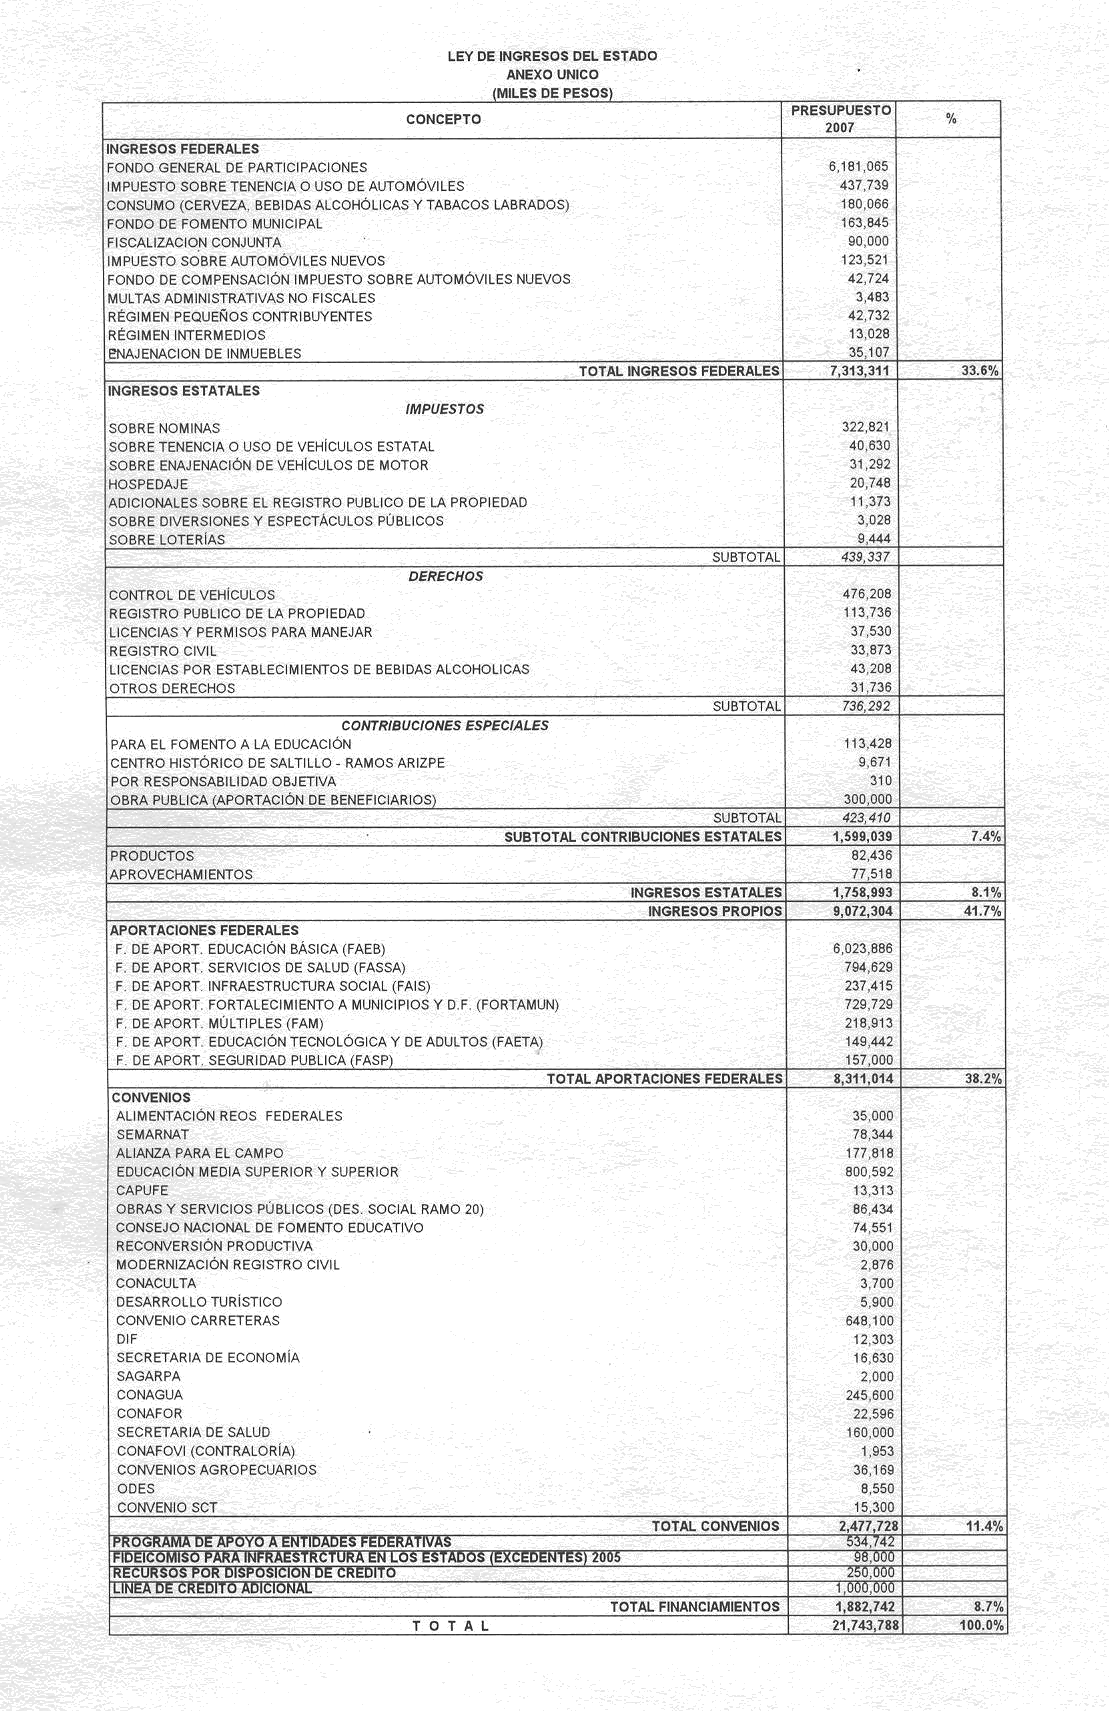 LEY DE INGRESOS DEL ESTADO
ANEXO UNICO
(MILES DE PESOS)
CONCEPTO PRESUPUESTO 2007 %
INGRESOS FEDERALES
FONDO GENERAL DE PARTICIPACIONES 6,181,065
IMPUESTO SOBRE TENENCIA O USO DE AUTOMÓVILES 437,739
CONSUMO (CERVEZA, BEBIDAS ALCOHÓLICAS Y TABACOS LABRADOS) 180,066
FONDO DE FOMENTO MUNICIPAL 163,845
FISCALIZACION CONJUNTA 90,000
IMPUESTO SOBRE AUTOMÓVILES NUEVOS 123,521
FONDO DE COMPENSACIÓN IMPUESTO SOBRE AUTOMÓVILES NUEVOS 42,724
MULTAS ADMINISTRATIVAS NO FISCALES 3,483
RÉGIMEN PEQUEÑOS CONTRIBUYENTES 42,732
RÉGIMEN INTERMEDIOS 13,028
ENAJENACION DE INMUEBLES 35,107
TOTAL INGRESOS FEDERALES 7,313,311 33.6%
INGRESOS ESTATALES
IMPUESTOS
SOBRE NOMINAS 322,821
SOBRE TENENCIA O USO DE VEHÍCULOS ESTATAL 40,630
SOBRE ENAJENACIÓN DE VEHÍCULOS DE MOTOR 31,292
HOSPEDAJE 20,748
ADICIONALES SOBRE EL REGISTRO PUBLICO DE LA PROPIEDAD 11,373
SOBRE DIVERSIONES Y ESPECTÁCULOS PÚBLICOS 3,028
SOBRE LOTERÍAS 9,444
SUBTOTAL 439,337
DERECHOS
CONTROL DE VEHÍCULOS 476,208
REGISTRO PUBLICO DE LA PROPIEDAD 113,736
LICENCIAS Y PERMISOS PARA MANEJAR 37,530
REGISTRO CIVIL 33,873
LICENCIAS POR ESTABLECIMIENTOS DE BEBIDAS ALCOHOLICAS 43,208
OTROS DERECHOS 31,736
SUBTOTAL 736,292
CONTRIBUCIONES ESPECIALES
PARA EL FOMENTO A LA EDUCACIÓN 113,428
CENTRO HISTÓRICO DE SALTILLO - RAMOS ARIZPE 9,671
POR RESPONSABILIDAD OBJETIVA 310
OBRA PUBLICA (APORTACIÓN DE BENEFICIARIOS) 300,000
SUBTOTAL 423,410
SUBTOTAL CONTRIBUCIONES ESTATALES 1,599,039 7.4%
PRODUCTOS 82,436
APROVECHAMIENTOS 77,518
INGRESOS ESTATALES 1,758,993 8.1%
INGRESOS PROPIOS 9,072,304 41.7%
APORTACIONES FEDERALES
F. DE APORT. EDUCACIÓN BÁSICA (FAEB) 6,023,886
F. DE APORT. SERVICIOS DE SALUD (FASSA) 794,629
F. DE APORT. INFRAESTRUCTURA SOCIAL (FAIS) 237,415
F. DE APORT. FORTALECIMIENTO A MUNICIPIOS Y D.F. (FORTAMUN) 729,729
F. DE APORT. MÚLTIPLES (FAM) 218,913
F. DE APORT. EDUCACIÓN TECNOLÓGICA Y DE ADULTOS (FAETA) 149,442
F. DE APORT. SEGURIDAD PUBLICA (FASP) 157,000
TOTAL APORTACIONES FEDERALES 8,311,014 38.2%
CONVENIOS
ALIMENTACIÓN REOS FEDERALES 35,000
SEMARNAT 78,344
ALIANZA PARA EL CAMPO 177,818
EDUCACIÓN MEDIA SUPERIOR Y SUPERIOR 800,592
CAPUFE 13,313
OBRAS Y SERVICIOS PÚBLICOS (DES. SOCIAL RAMO 20) 86,434
CONSEJO NACIONAL DE FOMENTO EDUCATIVO 74,551
RECONVERSIÓN PRODUCTIVA 30,000
MODERNIZACIÓN REGISTRO CIVIL 2,876
CONACULTA 3,700
DESARROLLO TURÍSTICO 5,900
CONVENIO CARRETERAS 648,100
DIF 12,303
SECRETARIA DE ECONOMÍA 16,630
SAGARPA 2,000
CONAGUA 245,600
CONAFOR 22,596
SECRETARIA DE SALUD 160,000
CONAFOVI (CONTRALORÍA) 1,953
CONVENIOS AGROPECUARIOS 36,169
ODES 8,550
CONVENIO SCT 15,300
TOTAL CONVENIOS 2,477,728 11.4%
PROGRAMA DE APOYO A ENTIDADES FEDERATIVAS 534,742
FIDEICOMISO PARA INFRAESTRCTURA EN LOS ESTADOS (EXCEDENTES) 2005 98,000
RECURSOS POR DISPOSICION DE CREDITO 250,000
LINEA DE CREDITO ADICIONAL 1,000,000
TOTAL FINANCIAMIENTOS 1,882,742 8.7%
T O T A L 21,743,788 100.0%